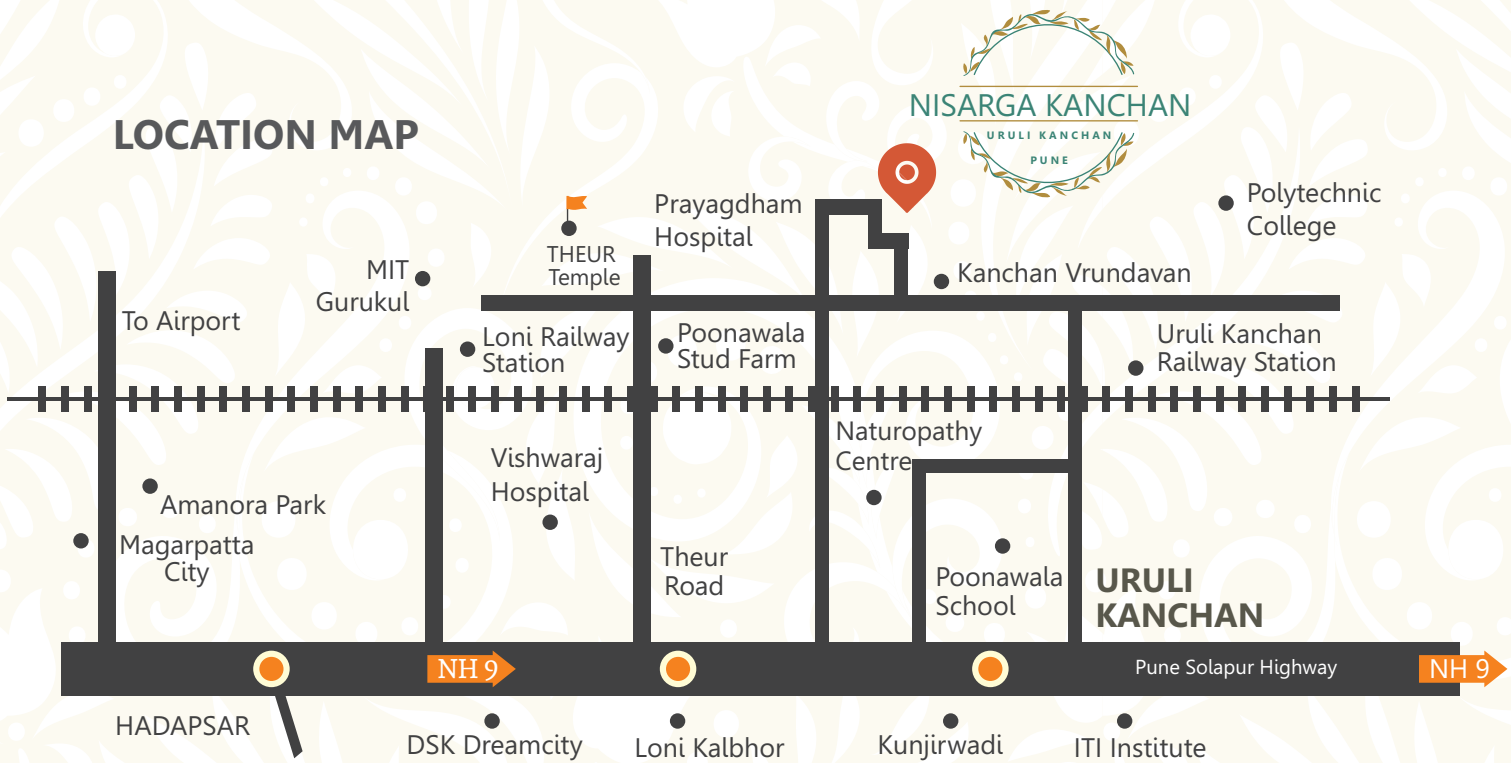 NISARGA KANCHAN
URULI KANCHAN
PUNE
LOCATION MAP
Polytechnic
College
Prayagdham
Hospital
THEUR
Temple
MIT
Gurukul
Kanchan Vrundavan
To Airport
Loni Railway
Station
Poonawala
Stud Farm
Uruli Kanchan
Railway Station
Naturopathy
Centre
Vishwaraj
Hospital
Amanora Park
Magarpatta
City
Theur
Road
Poonawala
School
URULI
KANCHAN
NH 9
Pune Solapur Highway
NH 9
HADAPSAR
DSK Dreamcity
Loni Kalbhor
Kunjirwadi
ITI Institute